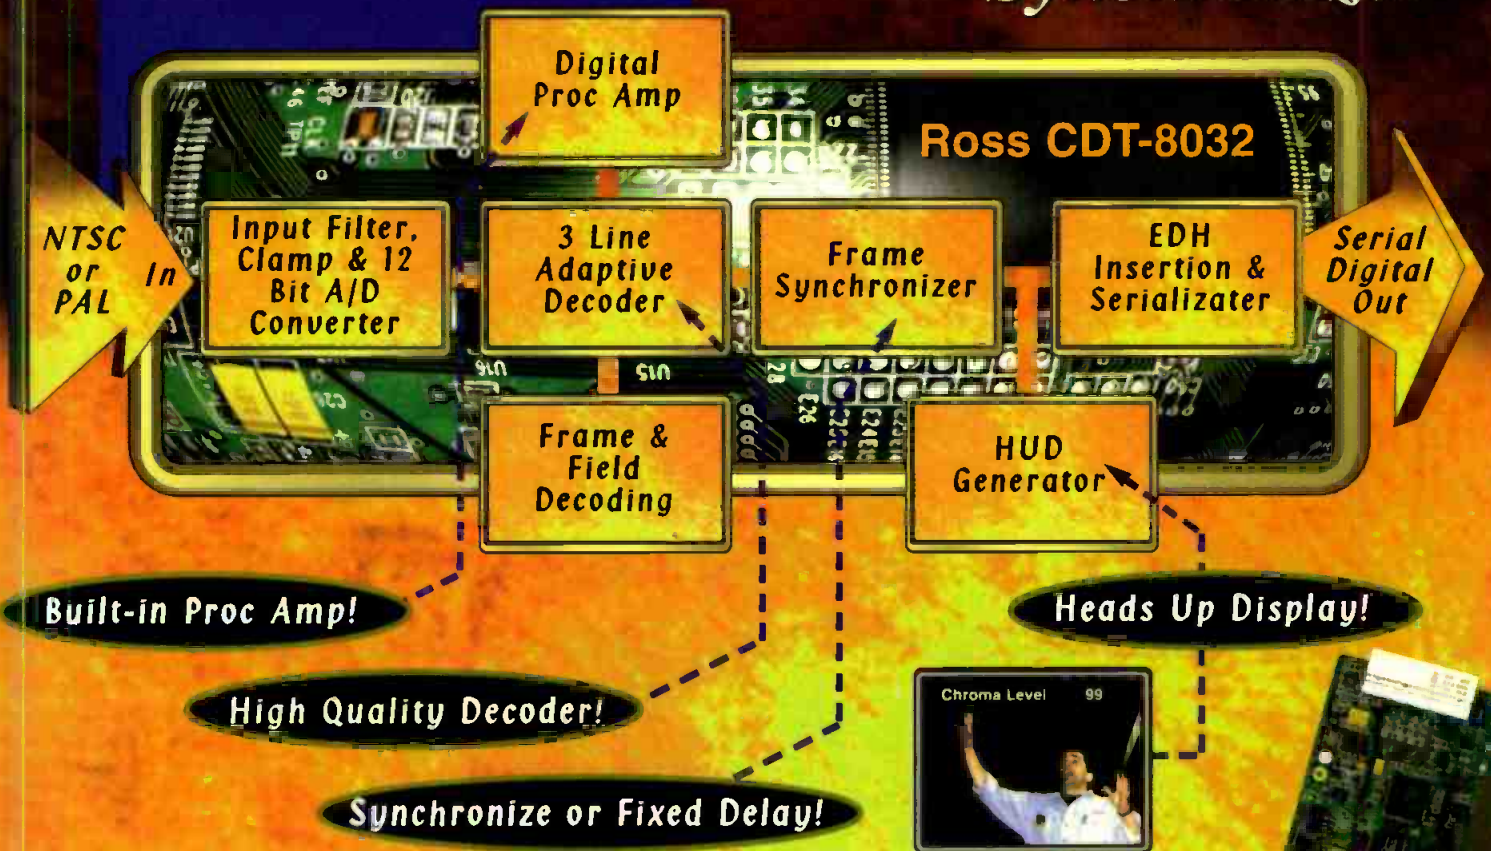 Digital
Proc Amp
Ross CDT-8032
NTSC
or
PAL
In
Input Filter,
Clamp & 12
Bit A/D
Converter
3 Line
Adaptive
Decoder
Frame
Synchronizer
EDH
Insertion &
Serializater
Serial
Digital
Out
Frame &
Field
Decoding
HUD
Generator
U16
U15
Built-in Proc Amp!
Heads Up Display!
High Quality Decoder!
Chroma Level 99
Synchronize or Fixed Delay!